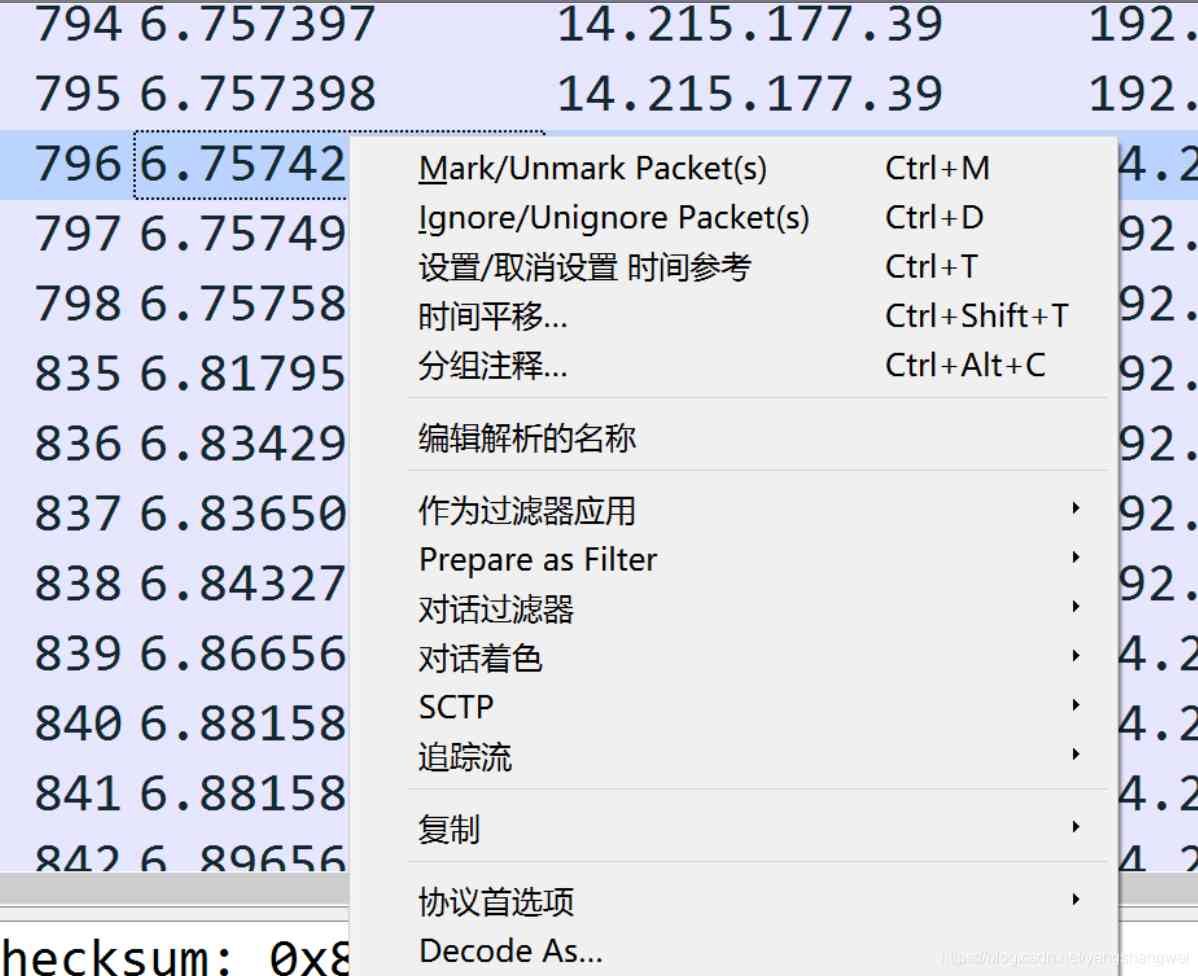 794 6.757397 14.215.177.39 192.
795 6.757398 14.215.177.39 192.
796 6.75742 4.2
797 6.75749 92.
798 6.75758 92.
835 6.81795 92.
836 6.83429 92.
837 6.83650 92.
838 6.84327 92.
839 6.86656 4.2
840 6.88158 4.2
841 6.88158 4.2
842 6.89656 4.2
Mark/Unmark Packet(s) Ctrl+M
Ignore/Unignore Packet(s) Ctrl+D
设置/取消设置 时间参考 Ctrl+T
时间平移... Ctrl+Shift+T
分组注释... Ctrl+Alt+C
编辑解析的名称
作为过滤器应用
Prepare as Filter
对话过滤器
对话着色
SCTP
追踪流
复制
协议首选项
Decode As...
hecksum: 0x8
https://blog.csdn.net/yangshangwei